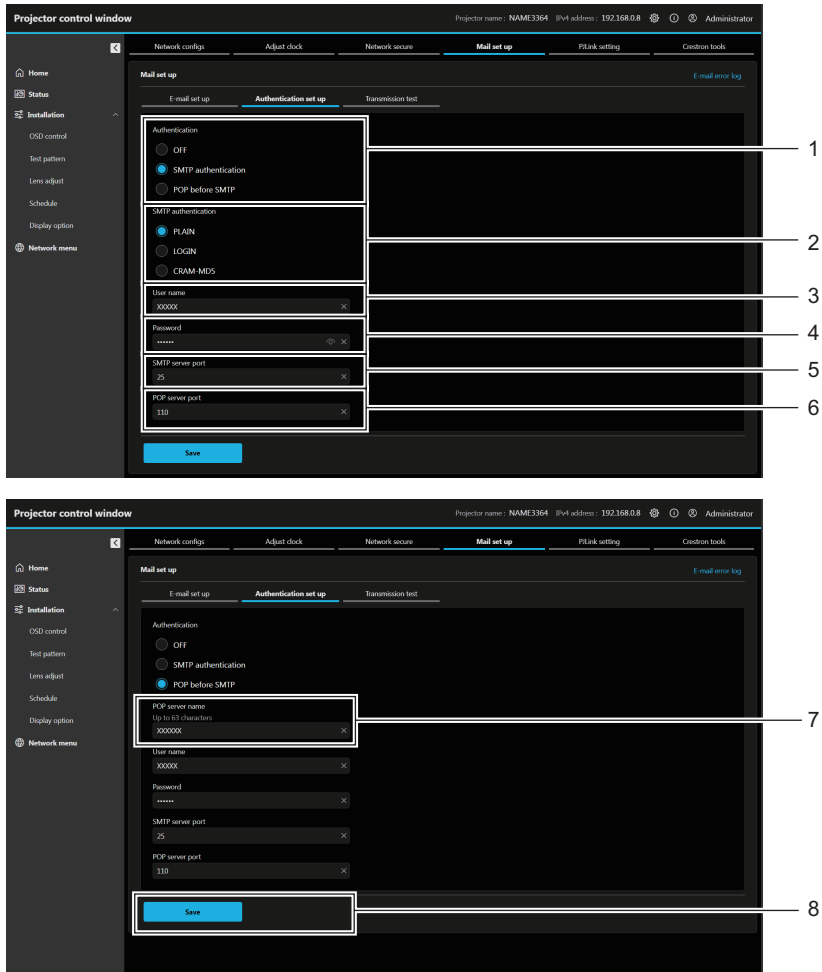 Projector control window
Projector name : NAME3364 IPv4 address : 192.168.0.8 Administrator
Network configs Adjust clock Network secure Mail set up PJLink setting Crestron tools
Home
Status
Installation
OSD control
Test pattern
Lens adjust
Schedule
Display option
Network menu
Mail set up
E-mail error log
E-mail set up Authentication set up Transmission test
Authentication
OFF
SMTP authentication
POP before SMTP
SMTP authentication
PLAIN
LOGIN
CRAM-MD5
User name
XXXXX
Password
••••••
SMTP server port
25
POP server port
110
Save
1
2
3
4
5
6
Projector control window
Projector name : NAME3364 IPv4 address : 192.168.0.8 Administrator
Network configs Adjust clock Network secure Mail set up PJLink setting Crestron tools
Home
Status
Installation
OSD control
Test pattern
Lens adjust
Schedule
Display option
Network menu
Mail set up
E-mail error log
E-mail set up Authentication set up Transmission test
Authentication
OFF
SMTP authentication
POP before SMTP
POP server name
Up to 63 characters
XXXXXX
User name
XXXXX
Password
••••••
SMTP server port
25
POP server port
110
Save
7
8